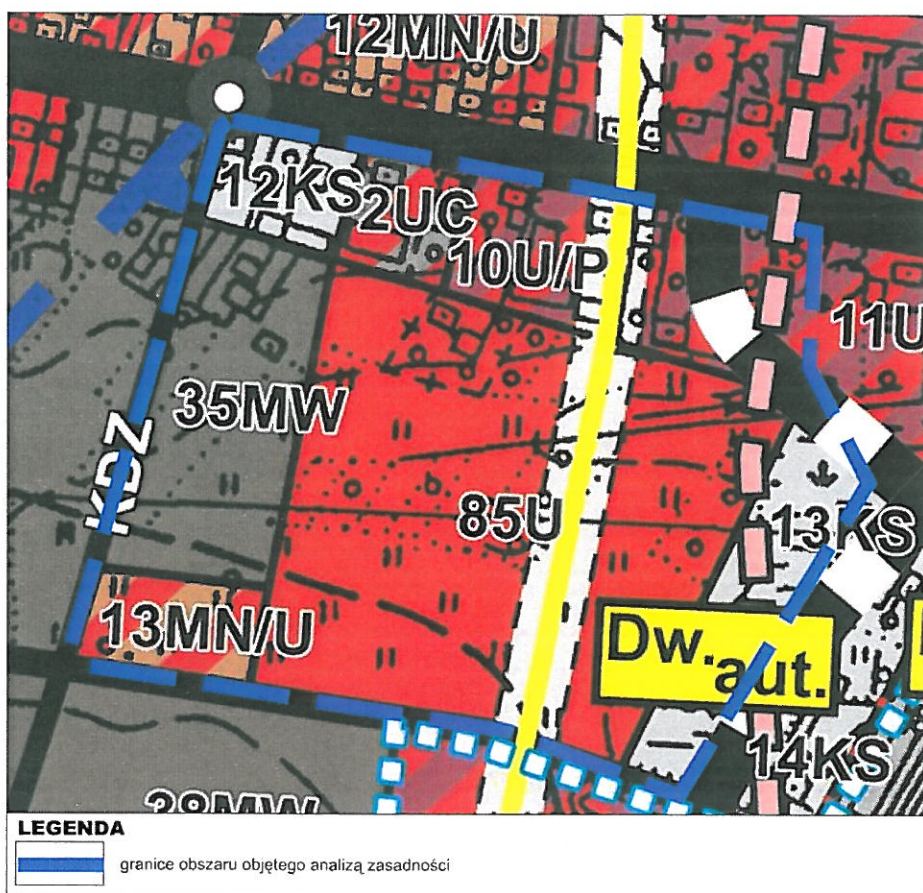 12MN/U
12KS
2UC
10U/P
11U
35MW
KDZ
85U
13KS
13MN/U
Dw.
aut.
14KS
38MW
LEGENDA
granice obszaru objętego analizą zasadności